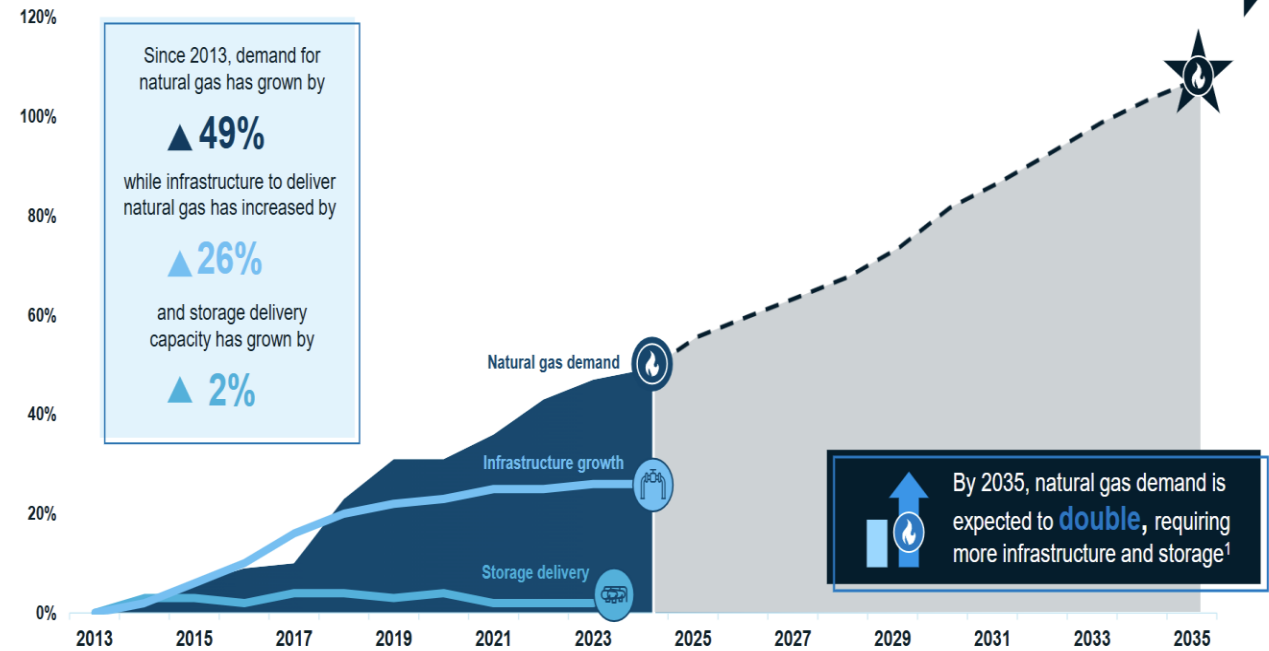 120%
100%
80%
60%
40%
20%
0%
Since 2013, demand for
natural gas has grown by
▲ 49%
while infrastructure to deliver
natural gas has increased by
▲ 26%
and storage delivery
capacity has grown by
▲ 2%
Natural gas demand
Infrastructure growth
Storage delivery
By 2035, natural gas demand is
expected to double, requiring
more infrastructure and storage¹
2013 2015 2017 2019 2021 2023 2025 2027 2029 2031 2033 2035